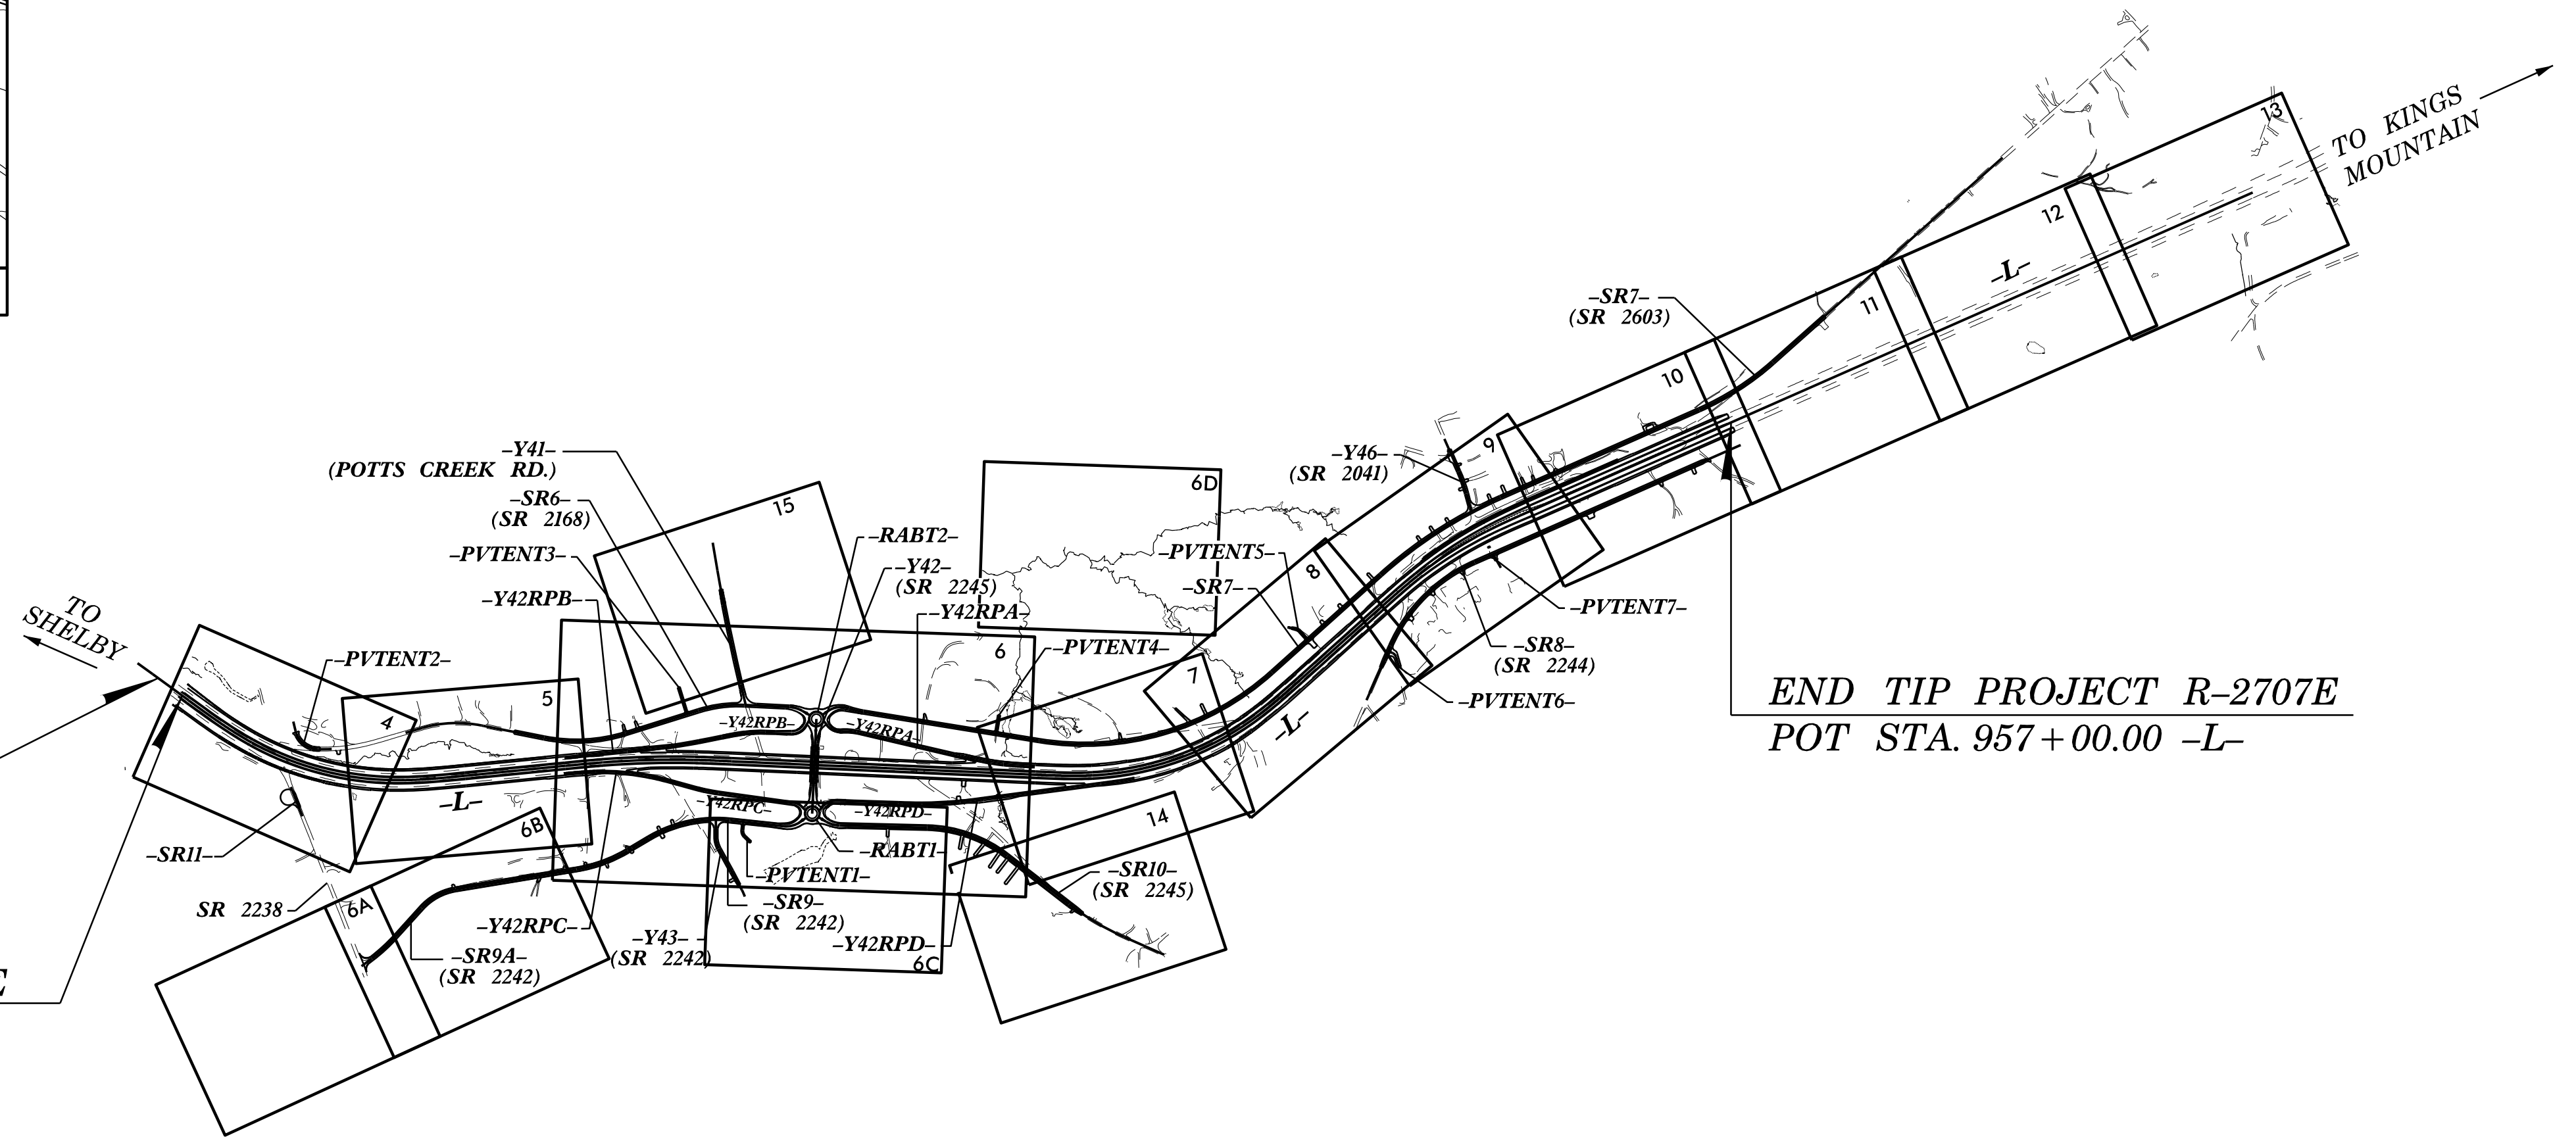 13
TO KINGS
MOUNTAIN
12
–L–
11
–SR7–
(SR 2603)
10
9
–Y46–
(SR 2041)
–Y41–
(POTTS CREEK RD.)
–SR6–
(SR 2168)
–PVTENT3–
–Y42RPB–
15
–RABT2–
–Y42–
(SR 2245)
–Y42RPA–
6D
–PVTENT5–
–SR7–
8
–PVTENT7–
–SR8–
(SR 2244)
–PVTENT6–
END TIP PROJECT R–2707E
POT STA. 957+00.00 –L–
TO
SHELBY
–PVTENT2–
4
5
6
–PVTENT4–
7
–Y42RPB–
–Y42RPA–
–L–
–L–
–Y42RPC–
–Y42RPD–
6B
14
–SR11–
–RABT1–
–PVTENT1–
–SR10–
(SR 2245)
SR 2238
6A
–SR9–
(SR 2242)
–Y42RPC–
–Y43–
(SR 2242)
–Y42RPD–
6C
–SR9A–
(SR 2242)
E